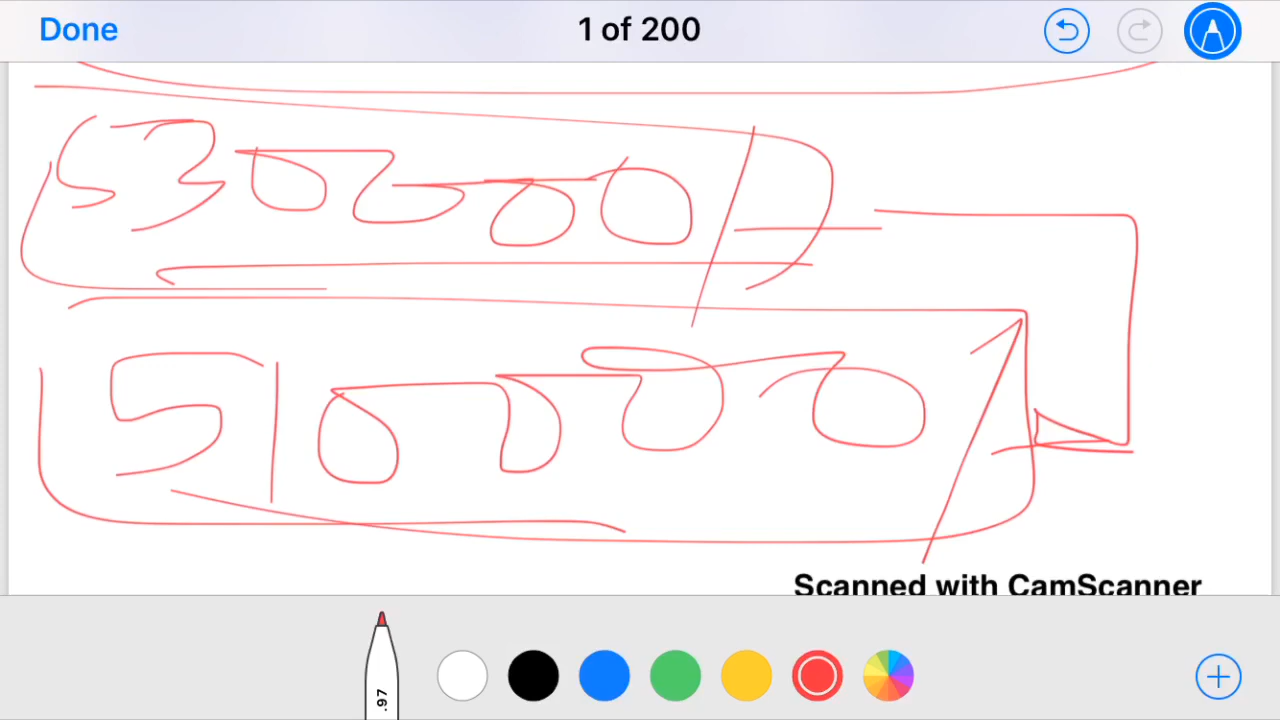 Done 1 of 200
530000/-
510000/-
Scanned with CamScanner
.97